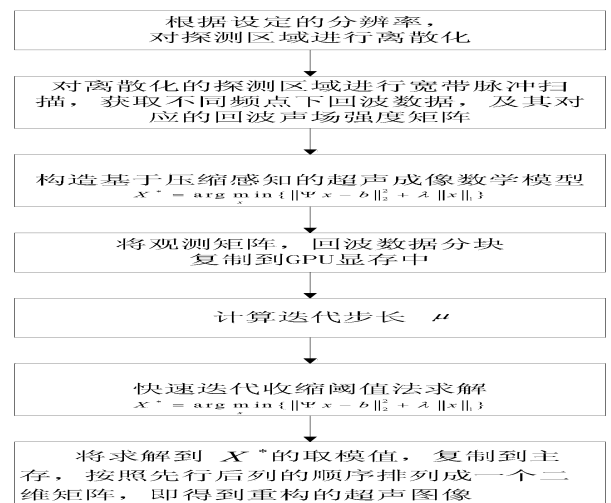 根据设定的分辨率，
对探测区域进行离散化
对离散化的探测区域进行宽带脉冲扫
描，获取不同频点下回波数据，及其对
应的回波声场强度矩阵
构造基于压缩感知的超声成像数学模型
X* = arg min_x {‖Ψx − b‖₂² + λ‖x‖₁}
将观测矩阵，回波数据分块
复制到GPU显存中
计算迭代步长 μ
快速迭代收缩阈值法求解
X* = arg min_x {‖Ψx − b‖₂² + λ‖x‖₁}
将求解到 X*的取模值，复制到主
存，按照先行后列的顺序排列成一个二
维矩阵，即得到重构的超声图像